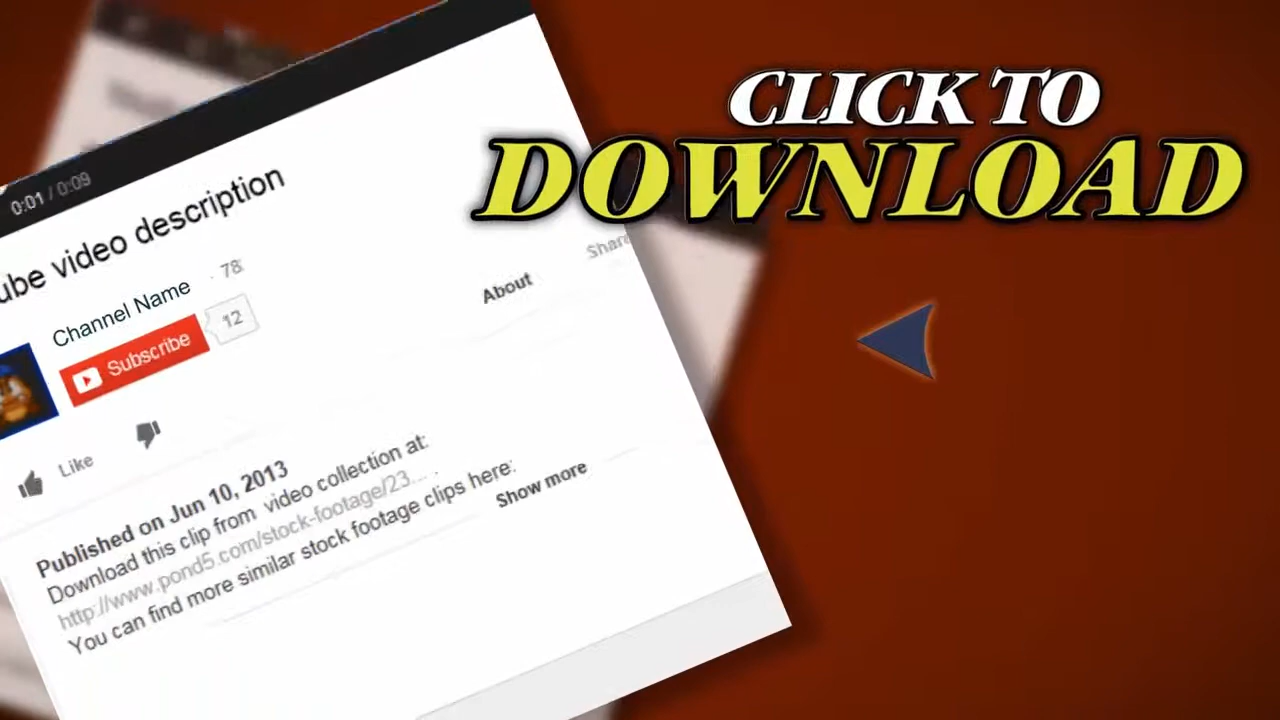 CLICK TO
DOWNLOAD
0:01 / 0:09
ube video description
Channel Name · 78
Subscribe 12
Like
About
Share
Published on Jun 10, 2013
Download this clip from video collection at:
http://www.pond5.com/stock-footage/23...
You can find more similar stock footage clips here:
Show more